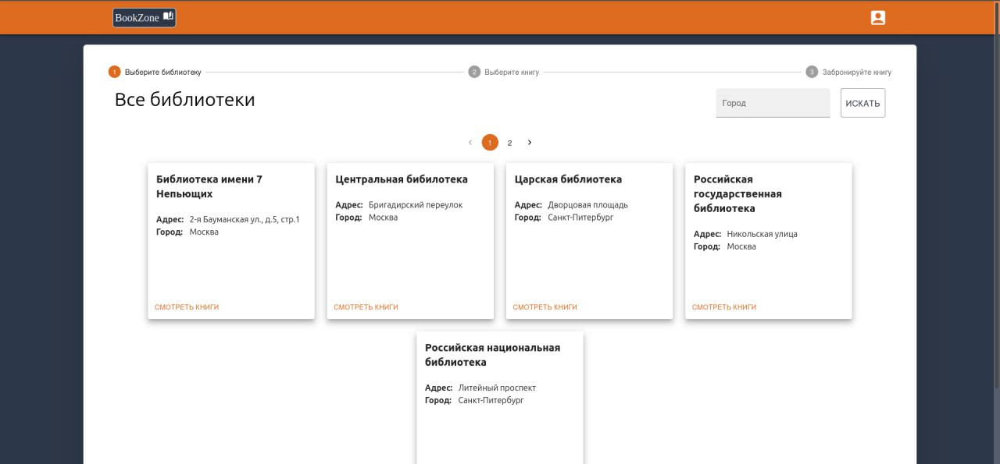 BookZone
1 Выберите библиотеку
2 Выберите книгу
3 Забронируйте книгу
Все библиотеки
Город
ИСКАТЬ
1 2
Библиотека имени 7
Непьющих
Адрес: 2-я Бауманская ул., д.5, стр.1
Город: Москва
СМОТРЕТЬ КНИГИ
Центральная бибилотека
Адрес: Бригадирский переулок
Город: Москва
СМОТРЕТЬ КНИГИ
Царская библиотека
Адрес: Дворцовая площадь
Город: Санкт-Питербург
СМОТРЕТЬ КНИГИ
Российская
государственная
библиотека
Адрес: Никольская улица
Город: Москва
СМОТРЕТЬ КНИГИ
Российская национальная
библиотека
Адрес: Литейный проспект
Город: Санкт-Питербург